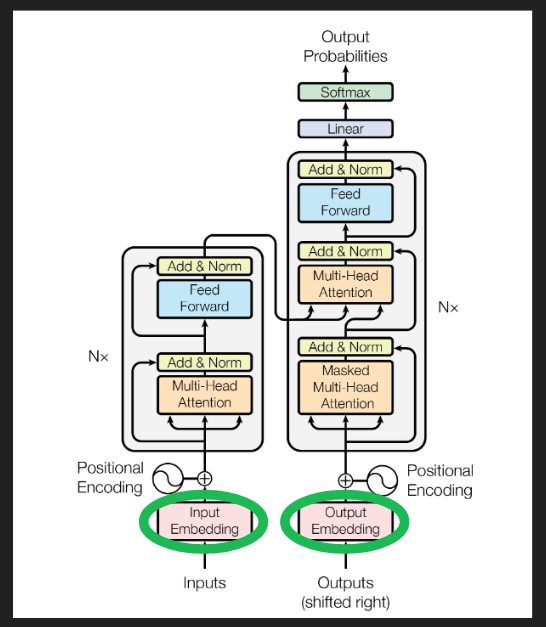 Output
Probabilities
Softmax
Linear
Add & Norm
Feed
Forward
Add & Norm
Multi-Head
Attention
Nx
Add & Norm
Masked
Multi-Head
Attention
Add & Norm
Feed
Forward
Nx
Add & Norm
Multi-Head
Attention
Positional
Encoding
Positional
Encoding
Input
Embedding
Output
Embedding
Inputs
Outputs
(shifted right)